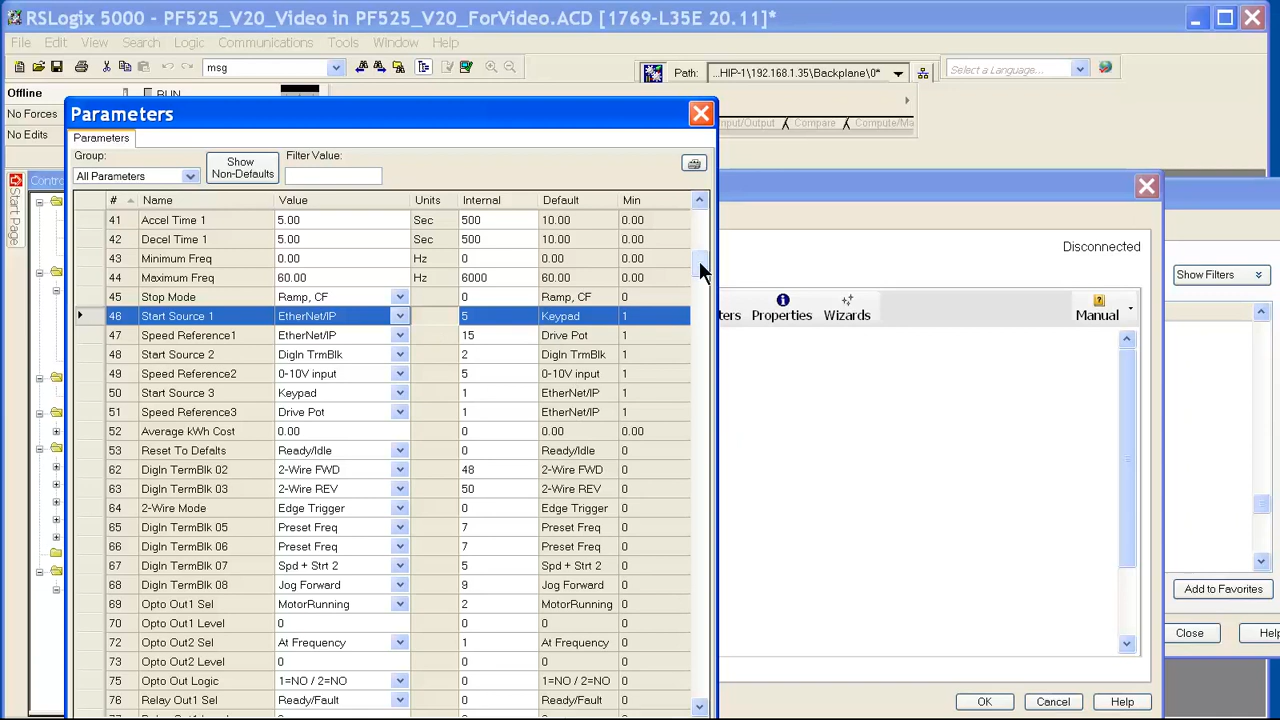 RSLogix 5000 - PF525_V20_Video in PF525_V20_ForVideo.ACD [1769-L35E 20.11]*
File Edit View Search Logic Communications Tools Window Help
msg Path: ...HIP-1\192.168.1.35\Backplane\0* Select a Language...
Offline RUN
No Forces
No Edits
Input/Output Compare Compute/Ma
Start Page
Contro
Parameters
Parameters
Group: Show Non-Defaults Filter Value:
All Parameters
# Name Value Units Internal Default Min
41 Accel Time 1 5.00 Sec 500 10.00 0.00
42 Decel Time 1 5.00 Sec 500 10.00 0.00
43 Minimum Freq 0.00 Hz 0 0.00 0.00
44 Maximum Freq 60.00 Hz 6000 60.00 0.00
45 Stop Mode Ramp, CF 0 Ramp, CF 0
46 Start Source 1 EtherNet/IP 5 Keypad 1
47 Speed Reference1 EtherNet/IP 15 Drive Pot 1
48 Start Source 2 DigIn TrmBlk 2 DigIn TrmBlk 1
49 Speed Reference2 0-10V input 5 0-10V input 1
50 Start Source 3 Keypad 1 EtherNet/IP 1
51 Speed Reference3 Drive Pot 1 EtherNet/IP 1
52 Average kWh Cost 0.00 0 0.00 0.00
53 Reset To Defalts Ready/Idle 0 Ready/Idle 0
62 DigIn TermBlk 02 2-Wire FWD 48 2-Wire FWD 0
63 DigIn TermBlk 03 2-Wire REV 50 2-Wire REV 0
64 2-Wire Mode Edge Trigger 0 Edge Trigger 0
65 DigIn TermBlk 05 Preset Freq 7 Preset Freq 0
66 DigIn TermBlk 06 Preset Freq 7 Preset Freq 0
67 DigIn TermBlk 07 Spd + Strt 2 5 Spd + Strt 2 0
68 DigIn TermBlk 08 Jog Forward 9 Jog Forward 0
69 Opto Out1 Sel MotorRunning 2 MotorRunning 0
70 Opto Out1 Level 0 0 0 0
72 Opto Out2 Sel At Frequency 1 At Frequency 0
73 Opto Out2 Level 0 0 0 0
75 Opto Out Logic 1=NO / 2=NO 0 1=NO / 2=NO 0
76 Relay Out1 Sel Ready/Fault 0 Ready/Fault 0
Disconnected
ters Properties Wizards Manual
OK Cancel Help
Show Filters
Add to Favorites
Close Help